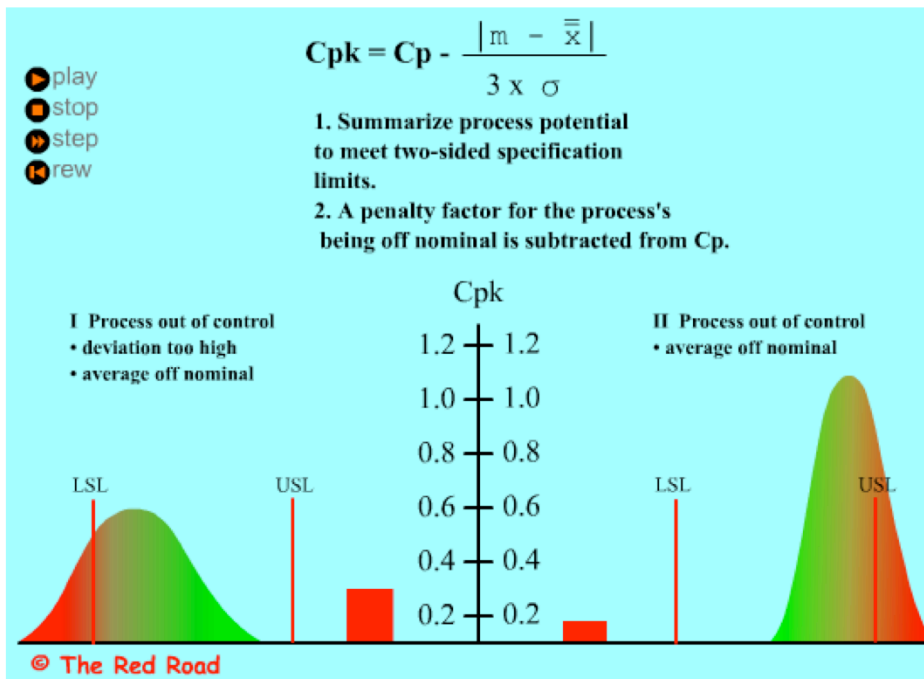 Cpk = Cp - |m - x̿|
3 x σ
play
stop
step
rew
1. Summarize process potential
to meet two-sided specification
limits.
2. A penalty factor for the process's
being off nominal is subtracted from Cp.
Cpk
I Process out of control
• deviation too high
• average off nominal
II Process out of control
• average off nominal
1.2 1.2
1.0 1.0
0.8 0.8
LSL USL LSL USL
0.6 0.6
0.4 0.4
0.2 0.2
© The Red Road